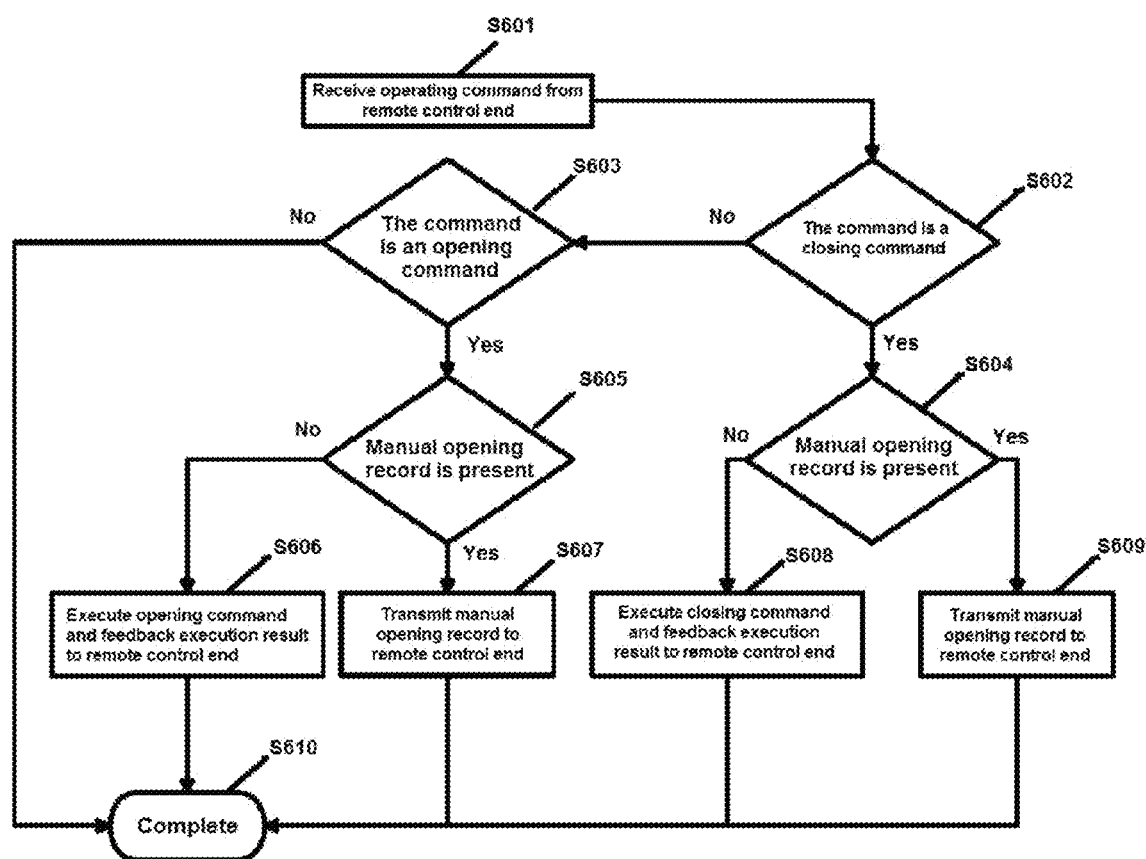 S601
Receive operating command from
remote control end
S603
S602
No
The command
is an opening
command
No
The command is a
closing command
Yes
Yes
S605
S604
No
Manual opening
record is present
No
Manual opening
record is present
Yes
S606
Yes
S607
S608
S609
Execute opening command
and feedback execution result
to remote control end
Transmit manual
opening record to
remote control end
Execute closing command
and feedback execution
result to remote control end
Transmit manual
opening record to
remote control end
S610
Complete